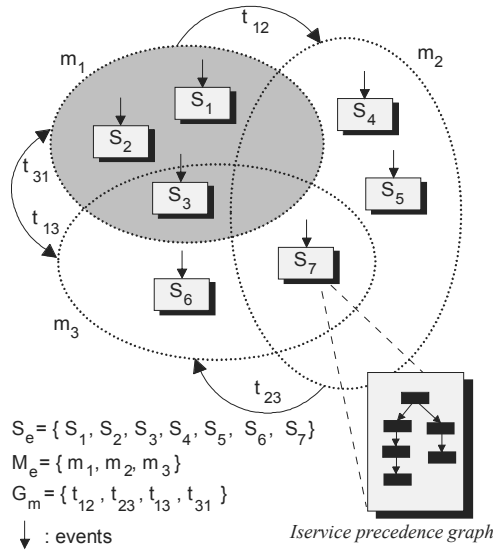 t12
m1
m2
S1
S4
S2
t31
S3
S5
t13
S7
S6
m3
t23
Se = { S1, S2, S3, S4, S5, S6, S7}
Me = { m1, m2, m3 }
Gm = { t12 , t23, t13 , t31 }
: events
Iservice precedence graph